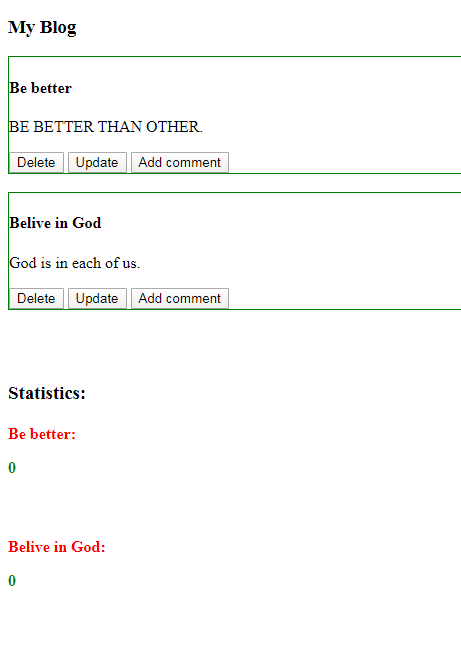 My Blog
Be better
BE BETTER THAN OTHER.
Delete Update Add comment
Belive in God
God is in each of us.
Delete Update Add comment
Statistics:
Be better:
0
Belive in God:
0